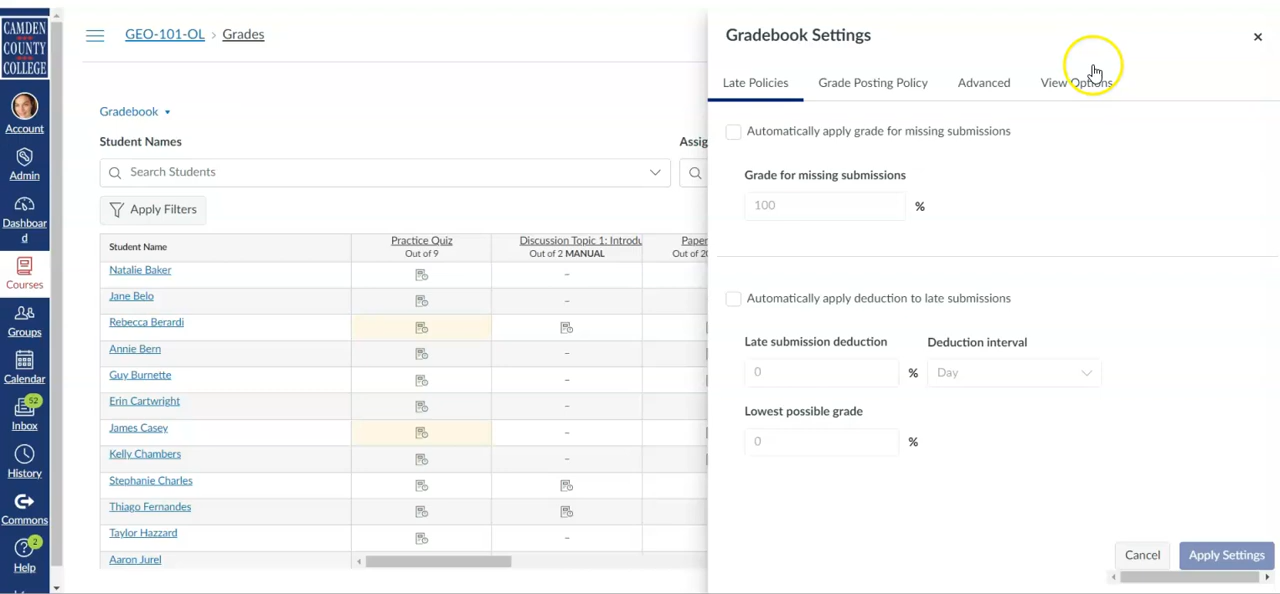 CAMDEN
COUNTY
COLLEGE
Account
Admin
Dashboar
d
Courses
Groups
Calendar
52
Inbox
History
Commons
2
Help
GEO-101-OL > Grades
Gradebook
Student Names
Assig
Search Students
Apply Filters
Student Name
Practice Quiz
Out of 9
Discussion Topic 1: Introdu
Out of 2 MANUAL
Paper
Out of 20
Natalie Baker
–
Jane Belo
–
Rebecca Berardi
Annie Bern
–
Guy Burnette
–
Erin Cartwright
–
James Casey
–
Kelly Chambers
–
Stephanie Charles
Thiago Fernandes
Taylor Hazzard
–
Aaron Jurel
Gradebook Settings
×
Late Policies Grade Posting Policy Advanced View Options
Automatically apply grade for missing submissions
Grade for missing submissions
100 %
Automatically apply deduction to late submissions
Late submission deduction Deduction interval
0 % Day
Lowest possible grade
0 %
Cancel Apply Settings